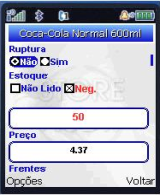 Coca-Cola Normal 600ml
Ruptura
Não Sim
Estoque
Não Lido Neg.
50
Preço
4.37
Frentes
Opções Voltar